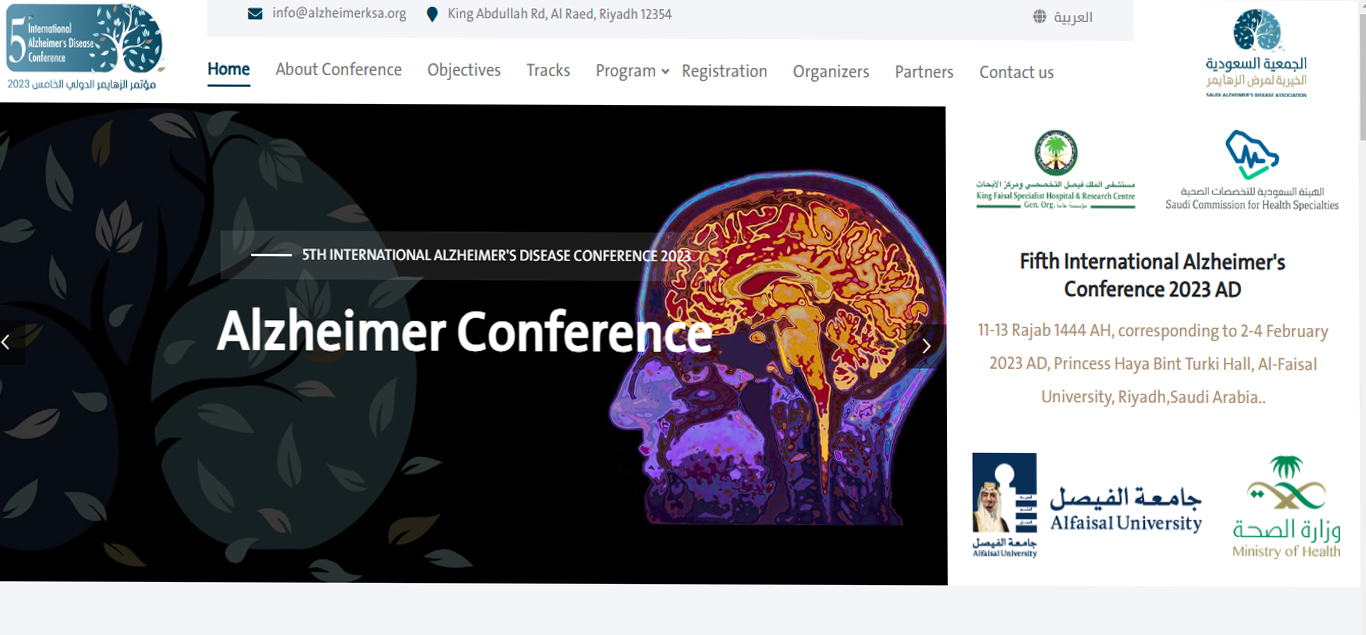 info@alzheimerksa.org
King Abdullah Rd, Al Raed, Riyadh 12354
العربية
5 International
Alzheimer's Disease
Conference
مؤتمر الزهايمر الدولي الخامس 2023
Home
About Conference
Objectives
Tracks
Program
Registration
Organizers
Partners
Contact us
الجمعية السعودية
الخيرية لمرض الزهايمر
SAUDI ALZHEIMER'S DISEASE ASSOCIATION
5TH INTERNATIONAL ALZHEIMER'S DISEASE CONFERENCE 2023
Alzheimer Conference
مستشفى الملك فيصل التخصصي ومركز الأبحاث
King Faisal Specialist Hospital & Research Centre
Gen. Org. مؤسسة عامة
الهيئة السعودية للتخصصات الصحية
Saudi Commission for Health Specialties
Fifth International Alzheimer's
Conference 2023 AD
11-13 Rajab 1444 AH, corresponding to 2-4 February
2023 AD, Princess Haya Bint Turki Hall, Al-Faisal
University, Riyadh,Saudi Arabia..
جامعة الفيصل
Alfaisal University
جامعة الفيصل
Alfaisal University
وزارة الصحة
Ministry of Health